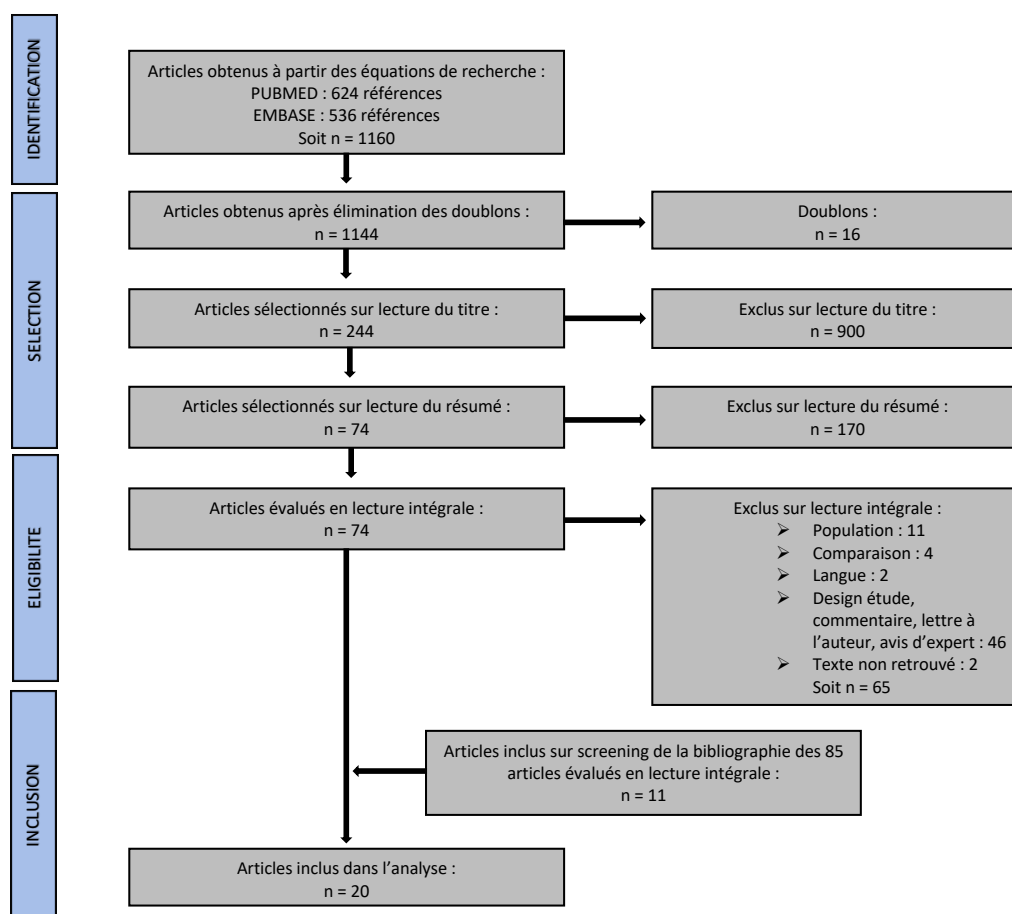 IDENTIFICATION
Articles obtenus à partir des équations de recherche :
PUBMED : 624 références
EMBASE : 536 références
Soit n = 1160
SELECTION
Articles obtenus après élimination des doublons :
n = 1144
Doublons :
n = 16
Articles sélectionnés sur lecture du titre :
n = 244
Exclus sur lecture du titre :
n = 900
Articles sélectionnés sur lecture du résumé :
n = 74
Exclus sur lecture du résumé :
n = 170
ELIGIBILITE
Articles évalués en lecture intégrale :
n = 74
Exclus sur lecture intégrale :
➢ Population : 11
➢ Comparaison : 4
➢ Langue : 2
➢ Design étude,
commentaire, lettre à
l’auteur, avis d’expert : 46
➢ Texte non retrouvé : 2
Soit n = 65
INCLUSION
Articles inclus sur screening de la bibliographie des 85
articles évalués en lecture intégrale :
n = 11
Articles inclus dans l’analyse :
n = 20